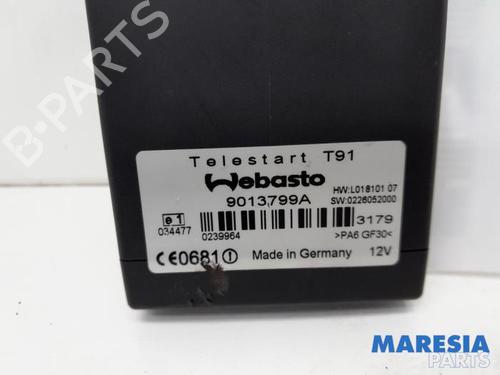 B-PARTS
Telestart T91
Webasto
9013799A
HW:L018101 07
SW:0226052000
e1
034477
0239964
3179
>PA6 GF30<
CE0681
Made in Germany
12V
MARESIA
PARTS